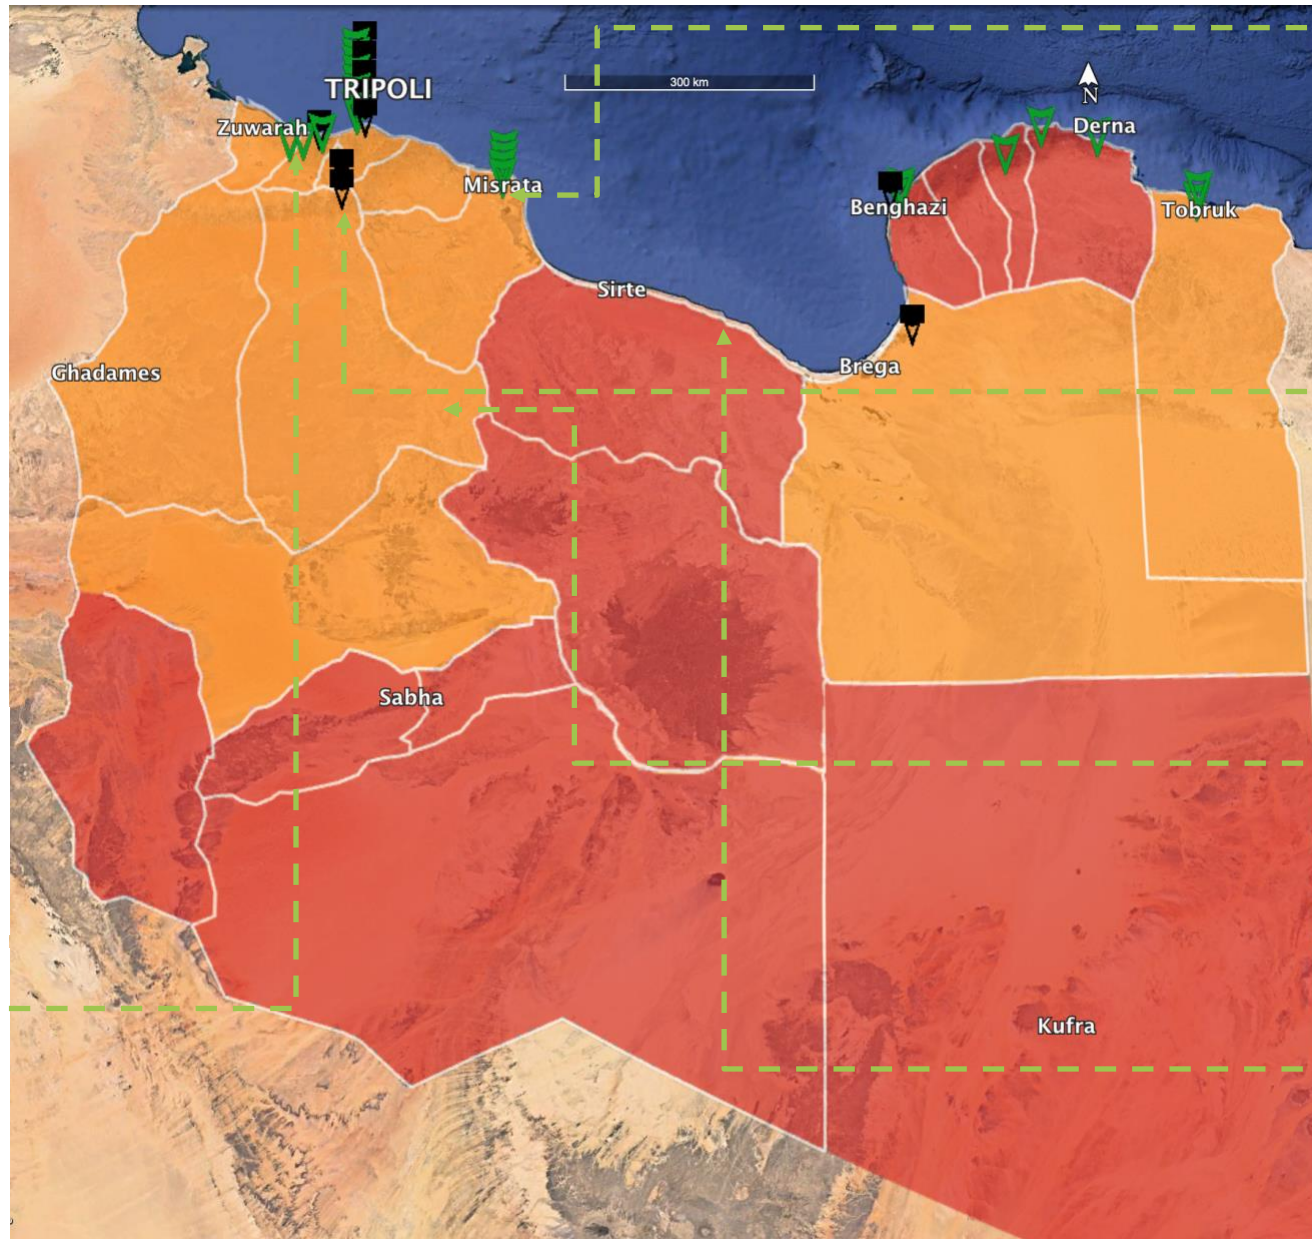 300 km
TRIPOLI
N
Zuwarah
Derna
Misrata
Benghazi
Tobruk
Sirte
Ghadames
Brega
Sabha
Kufra